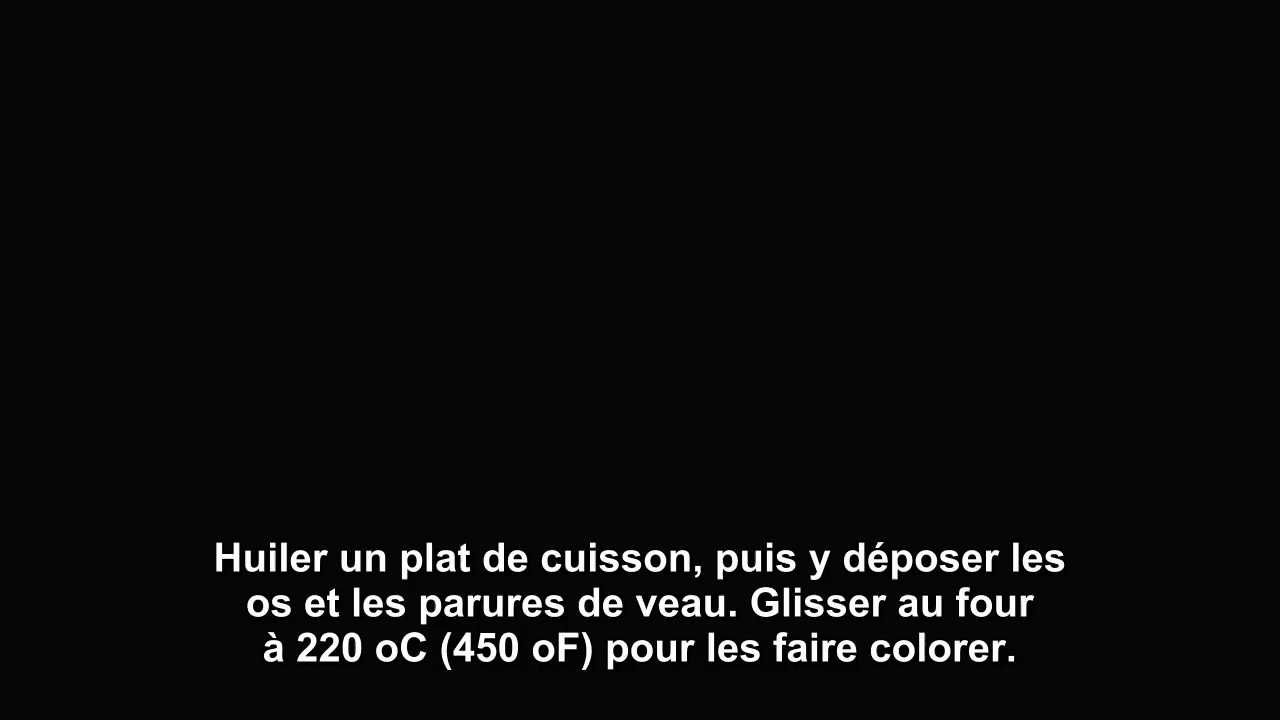 Huiler un plat de cuisson, puis y déposer les
os et les parures de veau. Glisser au four
à 220 oC (450 oF) pour les faire colorer.